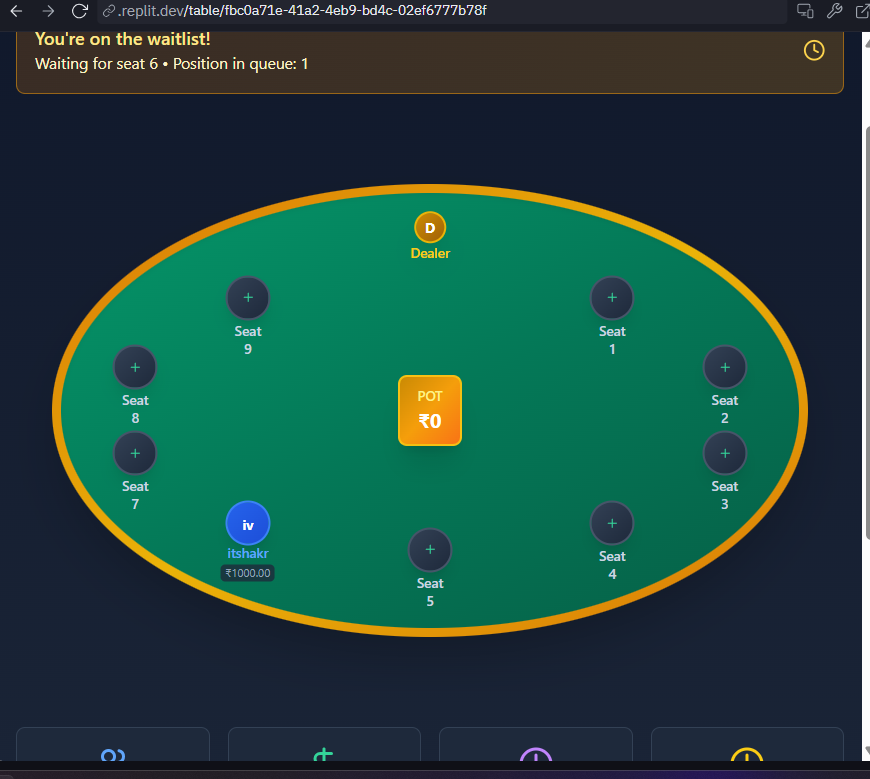 .replit.dev/table/fbc0a71e-41a2-4eb9-bd4c-02ef6777b78f
You're on the waitlist!
Waiting for seat 6 • Position in queue: 1
D
Dealer
+
Seat
9
+
Seat
1
+
Seat
8
+
Seat
2
POT
₹0
+
Seat
7
+
Seat
3
iv
itshakr
₹1000.00
+
Seat
5
+
Seat
4